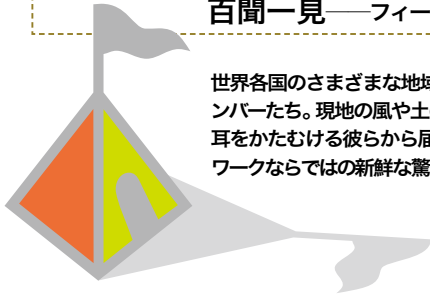 百聞一見──フィー
世界各国のさまざまな地域
ンバーたち。現地の風や土
耳をかたむける彼らから届
ワークならではの新鮮な驚